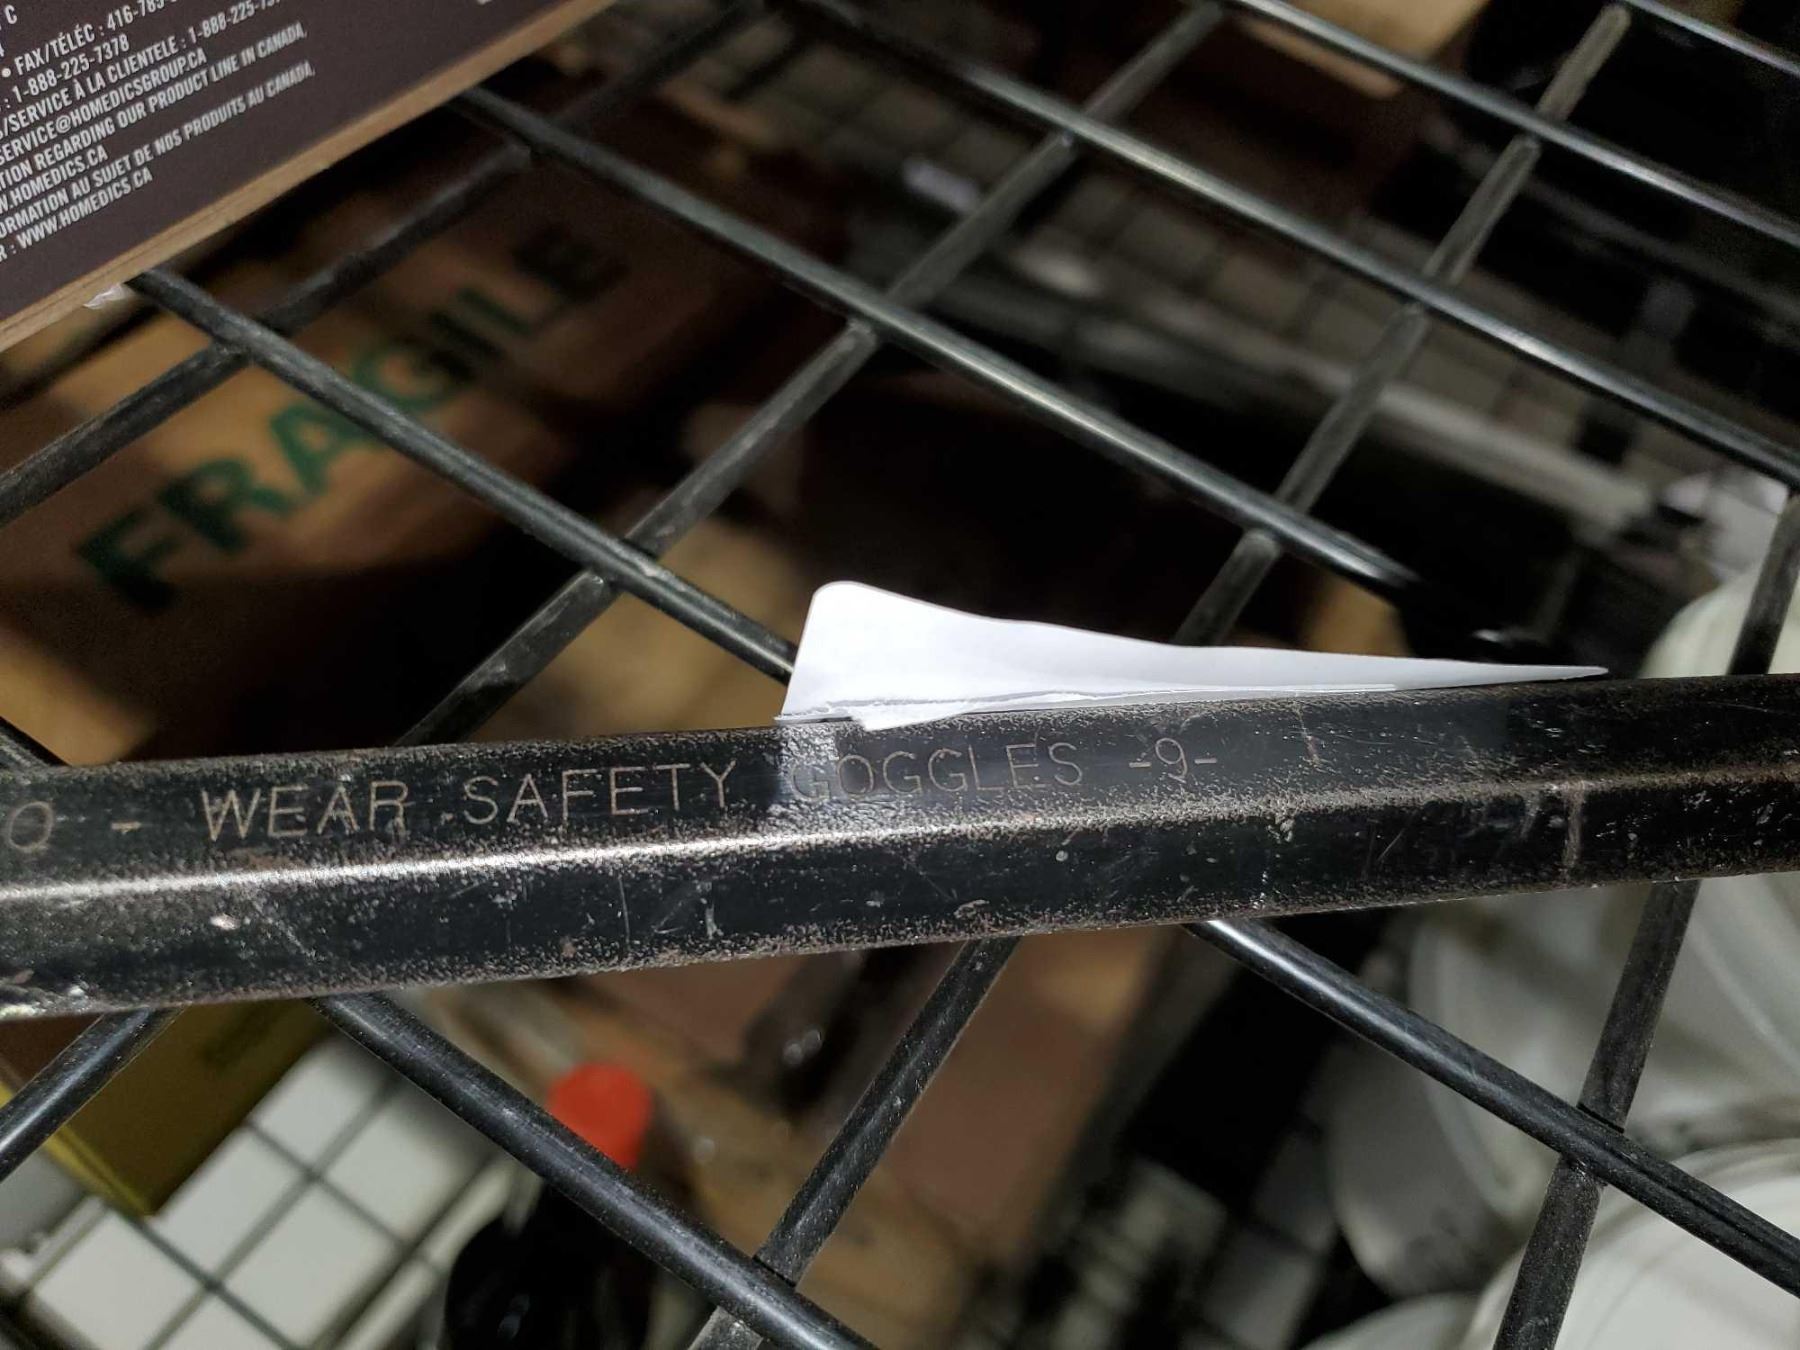 C
• FAX/TÉLÉC : 416-785-
: 1-888-225-7378
/SERVICE À LA CLIENTELE : 1-888-225-737
SERVICE@HOMEDICSGROUP.CA
TION REGARDING OUR PRODUCT LINE IN CANADA,
W.HOMEDICS.CA
ORMATION AU SUJET DE NOS PRODUITS AU CANADA,
R : WWW.HOMEDICS.CA
FRAGILE
O - WEAR SAFETY GOGGLES -9-